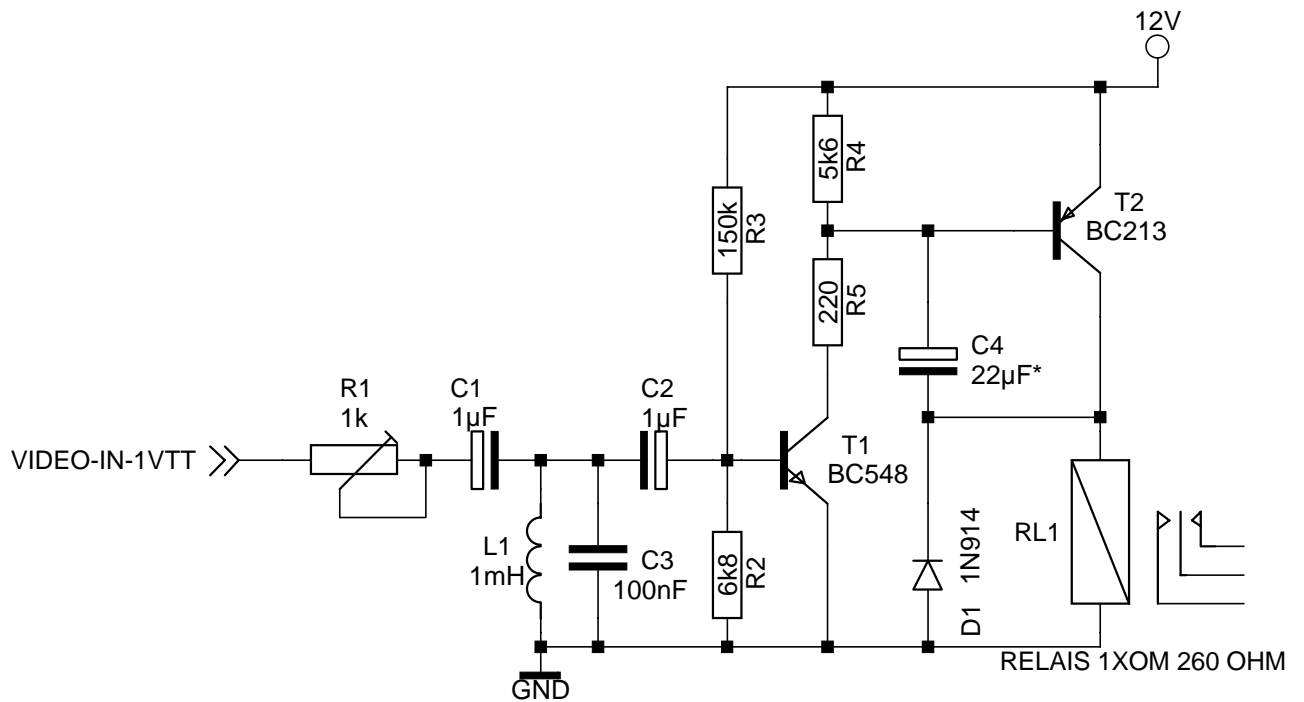 12V
5k6
R4
150k
R3
T2
BC213
220
R5
C4
22µF*
R1
1k
C1
1µF
C2
1µF
VIDEO-IN-1VTT
T1
BC548
L1
1mH
C3
100nF
6k8
R2
D1 1N914
RL1
RELAIS 1XOM 260 OHM
GND